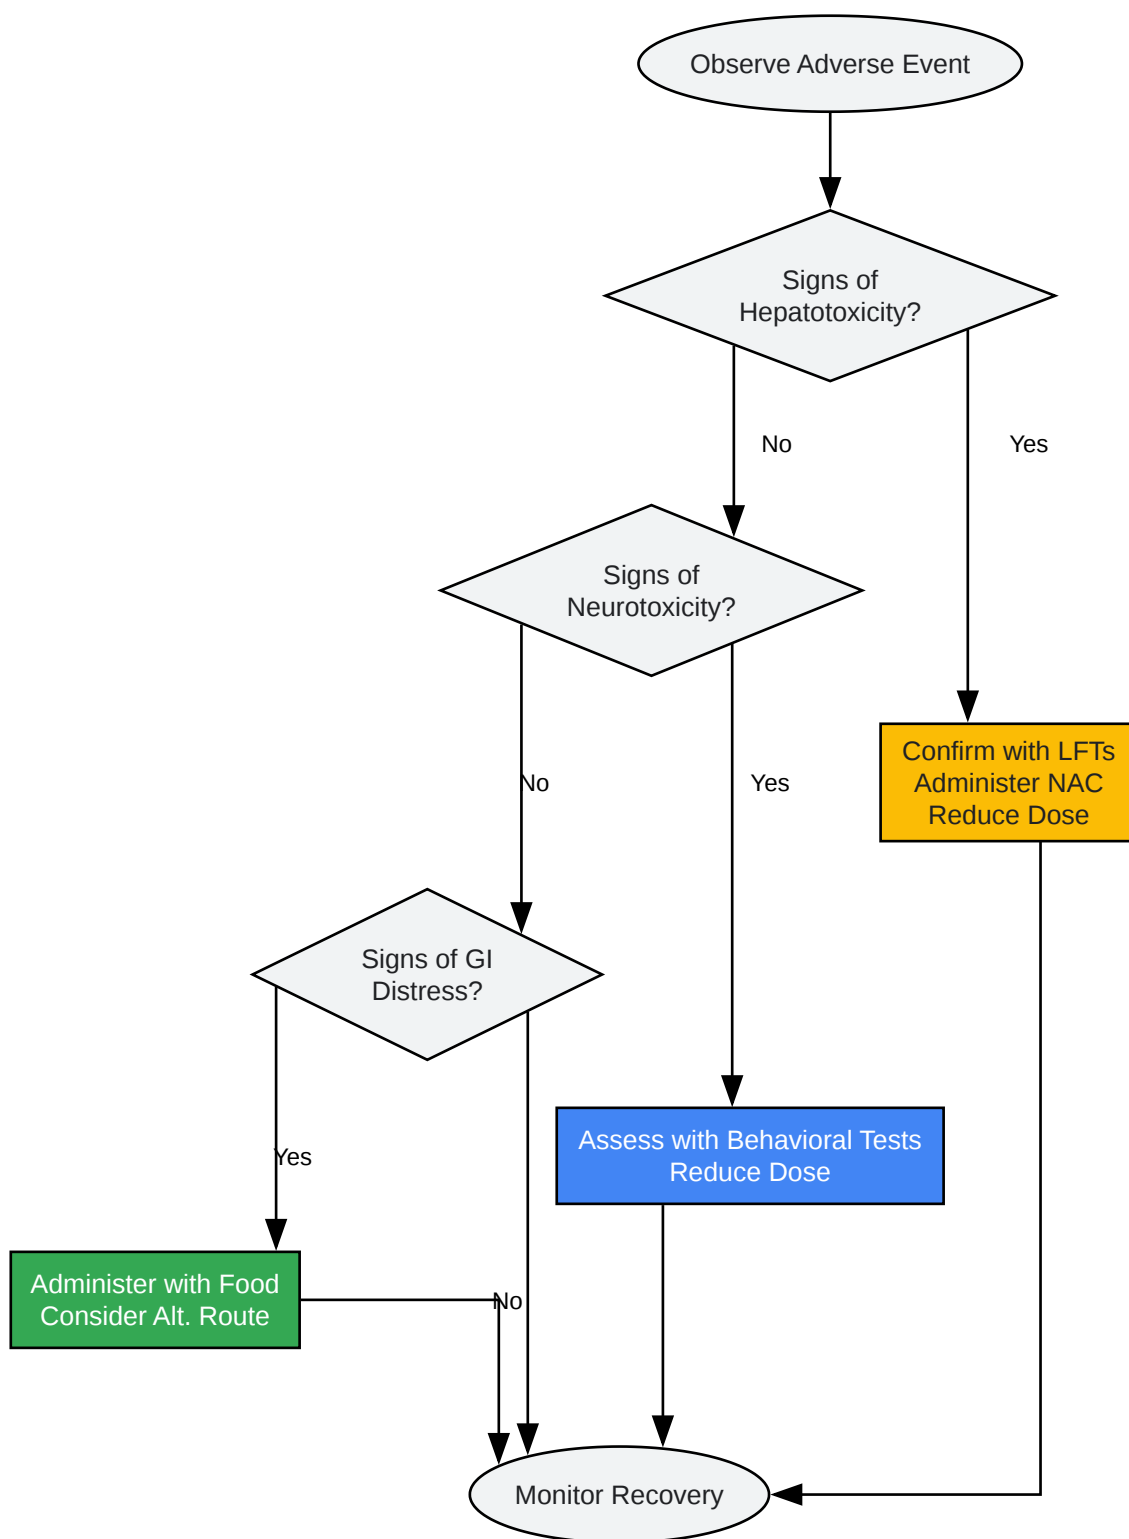 Observe Adverse Event
Signs of
Hepatotoxicity?
No
Yes
Signs of
Neurotoxicity?
Confirm with LFTs
Administer NAC
Reduce Dose
No
Yes
Signs of GI
Distress?
Assess with Behavioral Tests
Reduce Dose
Yes
Administer with Food
Consider Alt. Route
No
Monitor Recovery